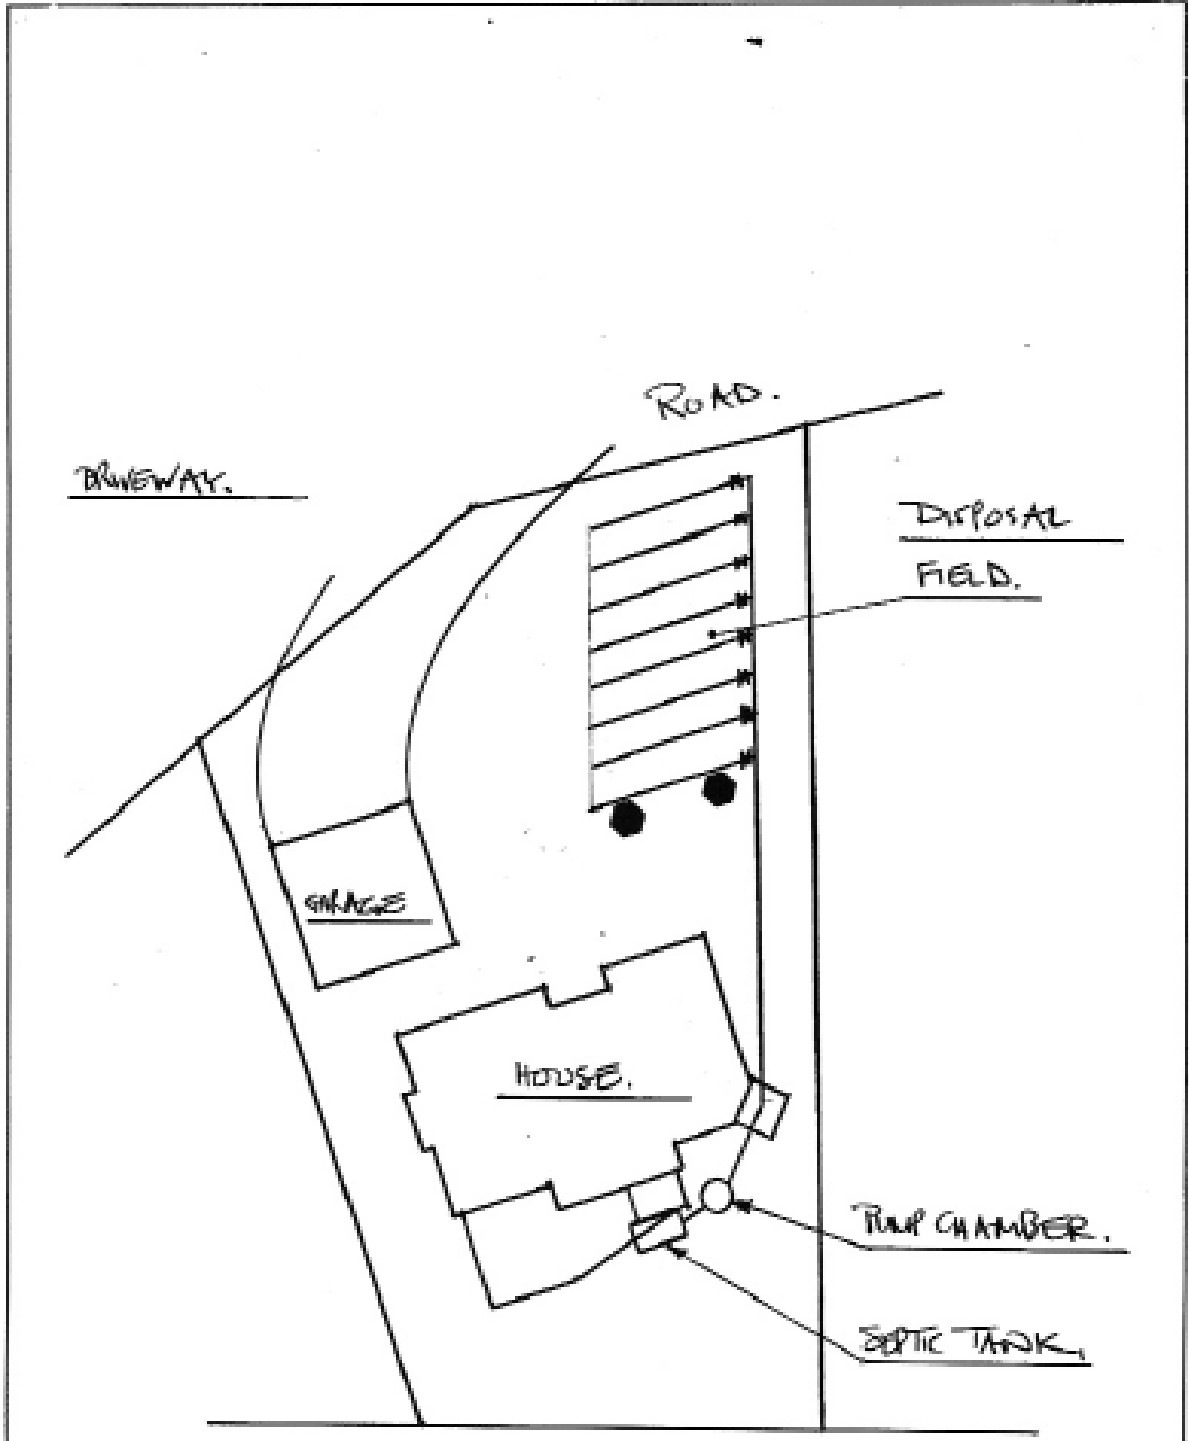 ROAD.
DRIVEWAY.
DISPOSAL
FIELD.
GARAGE
HOUSE.
PUMP CHAMBER.
SEPTIC TANK.